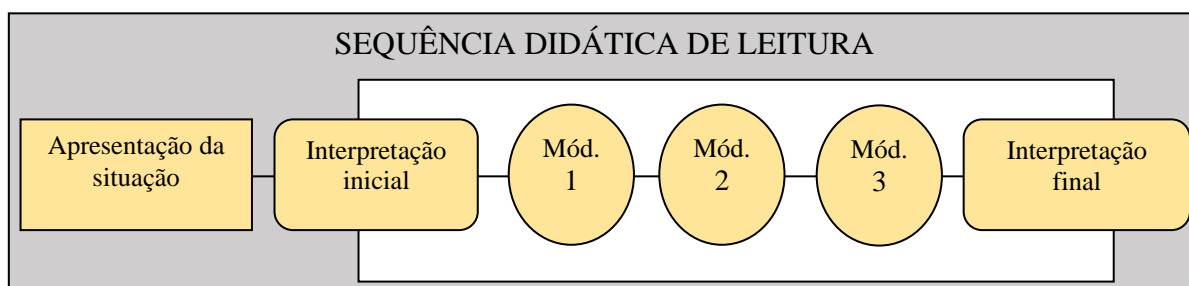 SEQUÊNCIA DIDÁTICA DE LEITURA
Apresentação da
situação
Interpretação
inicial
Mód.
1
Mód.
2
Mód.
3
Interpretação
final